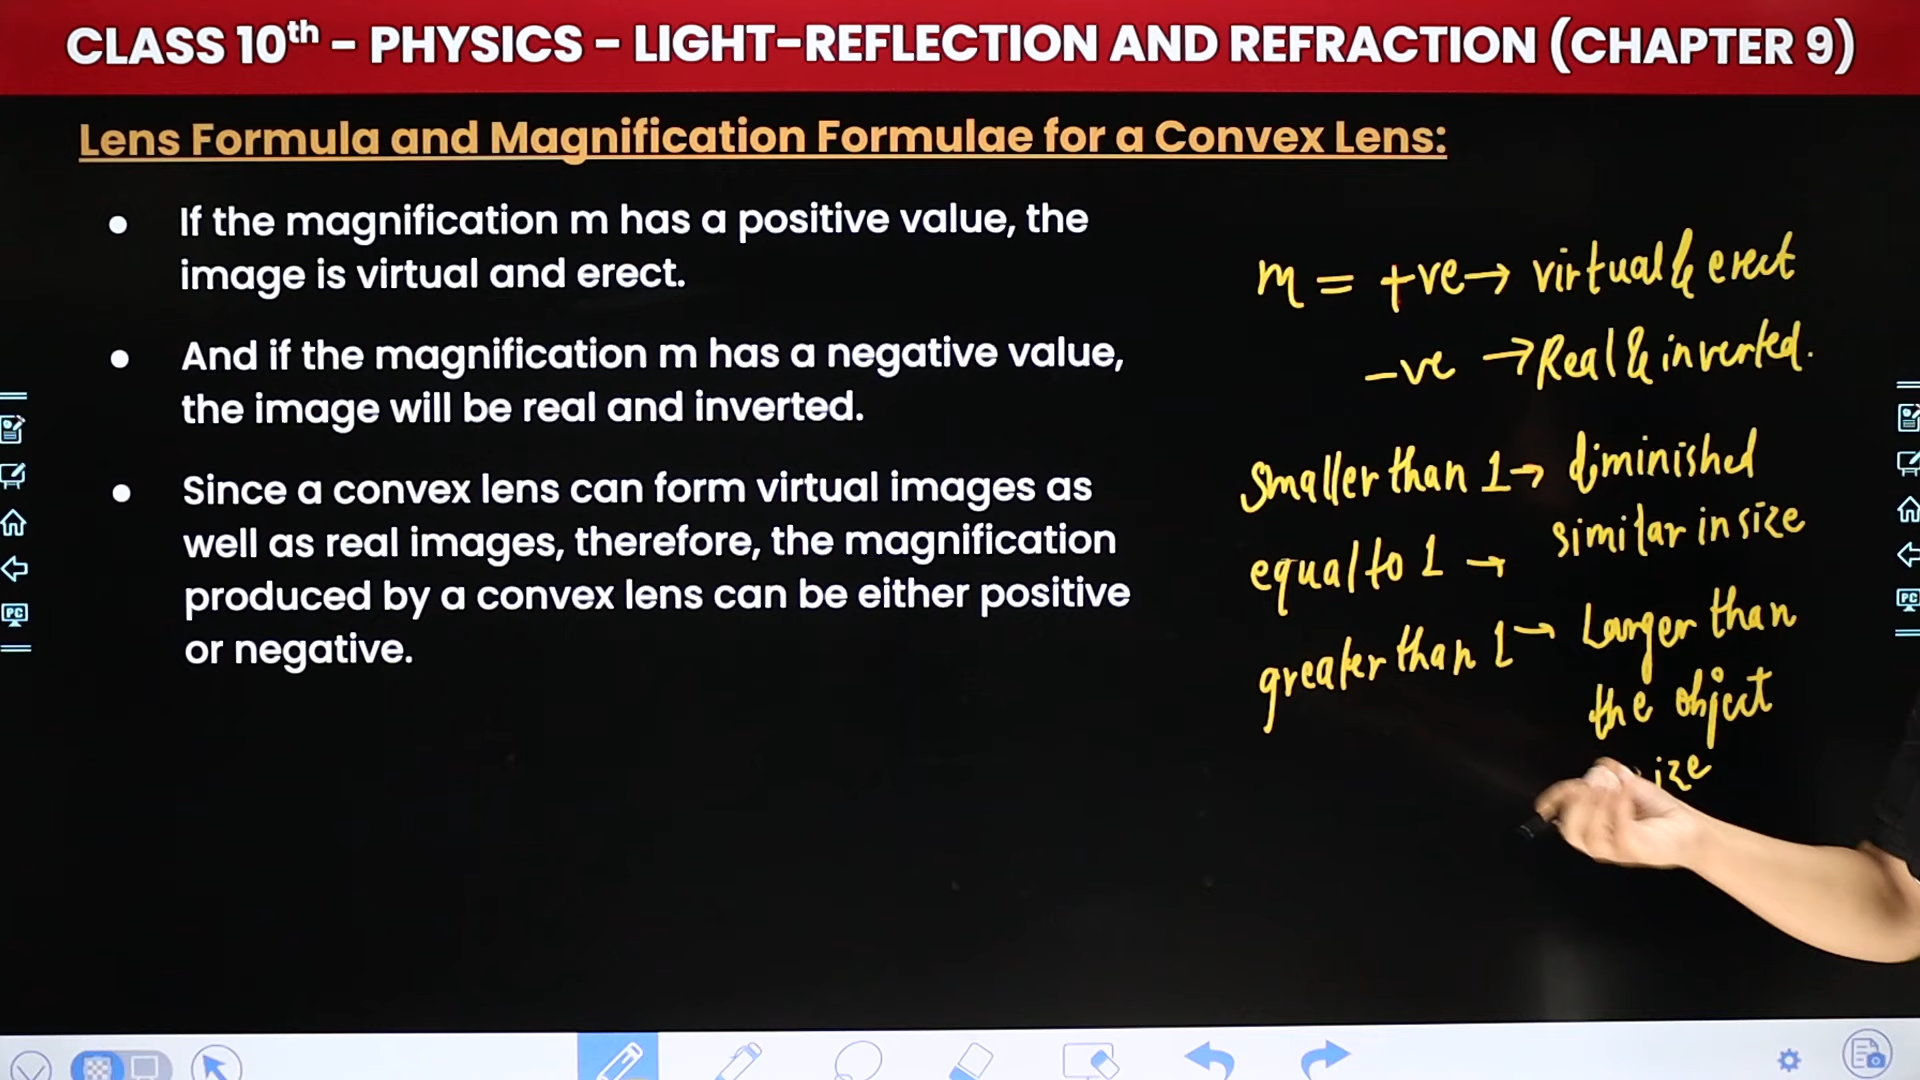 CLASS 10th - PHYSICS - LIGHT-REFLECTION AND REFRACTION (CHAPTER 9)
Lens Formula and Magnification Formulae for a Convex Lens:
● If the magnification m has a positive value, the
image is virtual and erect.
● And if the magnification m has a negative value,
the image will be real and inverted.
● Since a convex lens can form virtual images as
well as real images, therefore, the magnification
produced by a convex lens can be either positive
or negative.
m = +ve → virtual & erect
-ve → Real & inverted.
Smaller than 1 → diminished
equal to 1 → similar in size
greater than 1 → Larger than
the object
ize
PC
PC